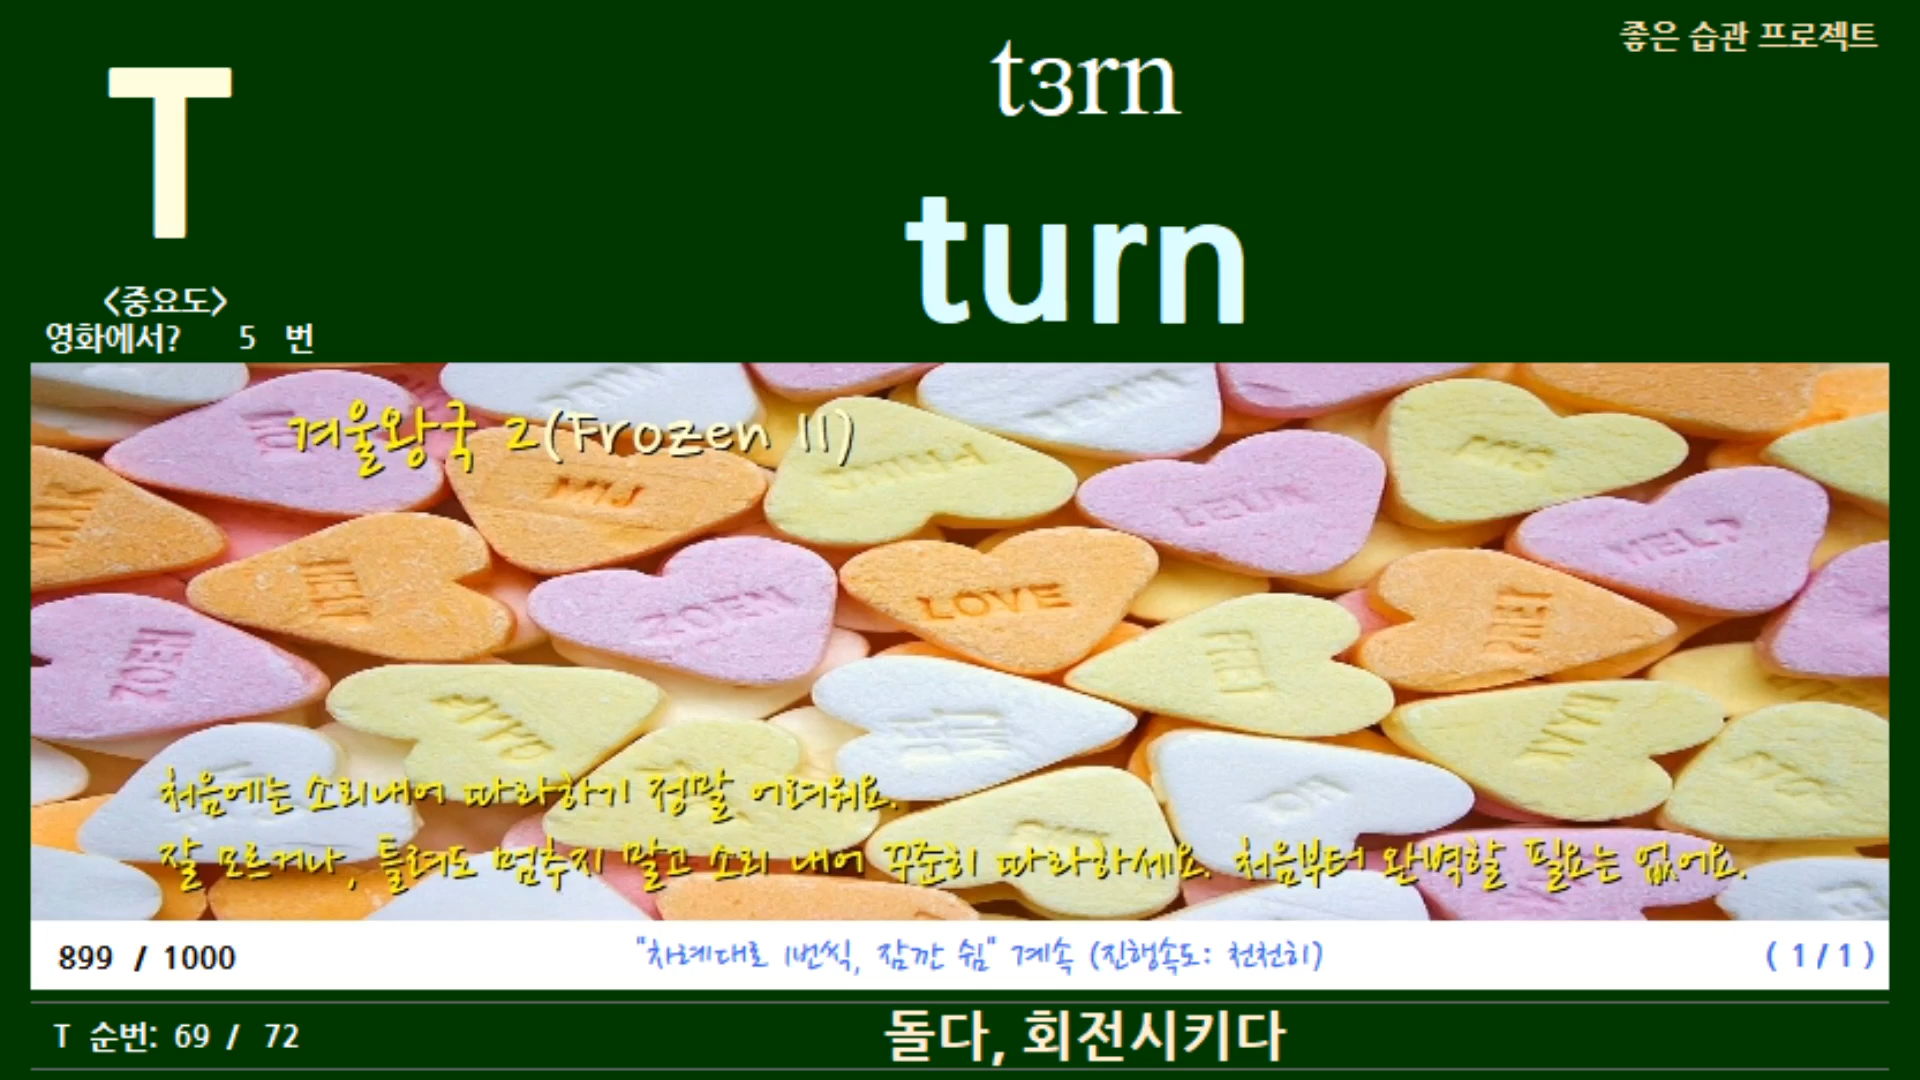 좋은 습관 프로젝트
T
tɜrn
turn
<중요도>
영화에서? 5 번
겨울왕국 2(Frozen II)
MIJ
LEUK
HELP
ZOEN
LOVE
처음에는 소리내어 따라하기 정말 어려워요.
잘 모르거나, 틀려도 멈추지 말고 소리 내어 꾸준히 따라하세요. 처음부터 완벽할 필요는 없어요.
899 / 1000
"차례대로 1번씩, 잠깐 쉼" 계속 (진행속도: 천천히)
( 1 / 1 )
T 순번: 69 / 72
돌다, 회전시키다